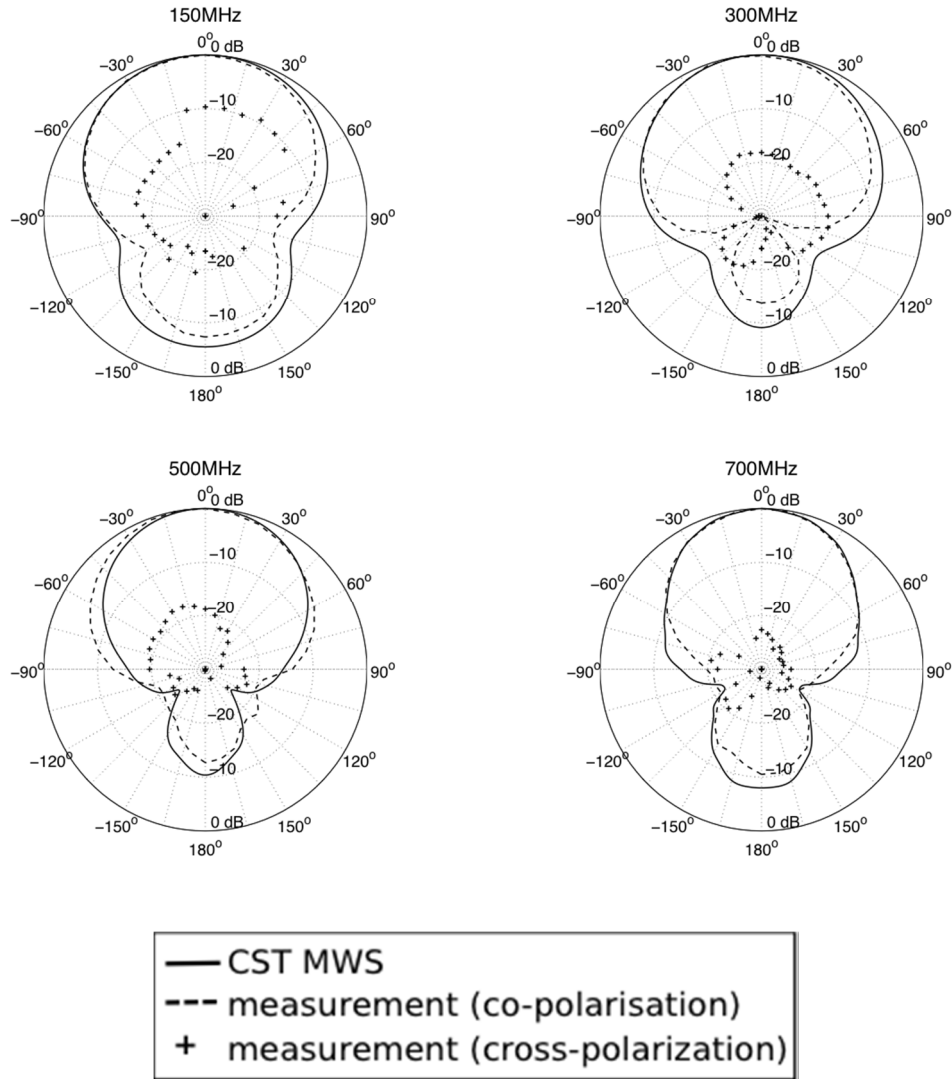 150MHz
0° 0 dB
−30° 30°
−10
−60° 60°
−20
−90° 90°
−20
−120° 120°
−10
−150° 0 dB 150°
180°
300MHz
0° 0 dB
−30° 30°
−10
−60° 60°
−20
−90° 90°
−20
−120° 120°
−10
−150° 0 dB 150°
180°
500MHz
0° 0 dB
−30° 30°
−10
−60° 60°
−20
−90° 90°
−20
−120° 120°
−10
−150° 0 dB 150°
180°
700MHz
0° 0 dB
−30° 30°
−10
−60° 60°
−20
−90° 90°
−20
−120° 120°
−10
−150° 0 dB 150°
180°
CST MWS
measurement (co-polarisation)
measurement (cross-polarization)